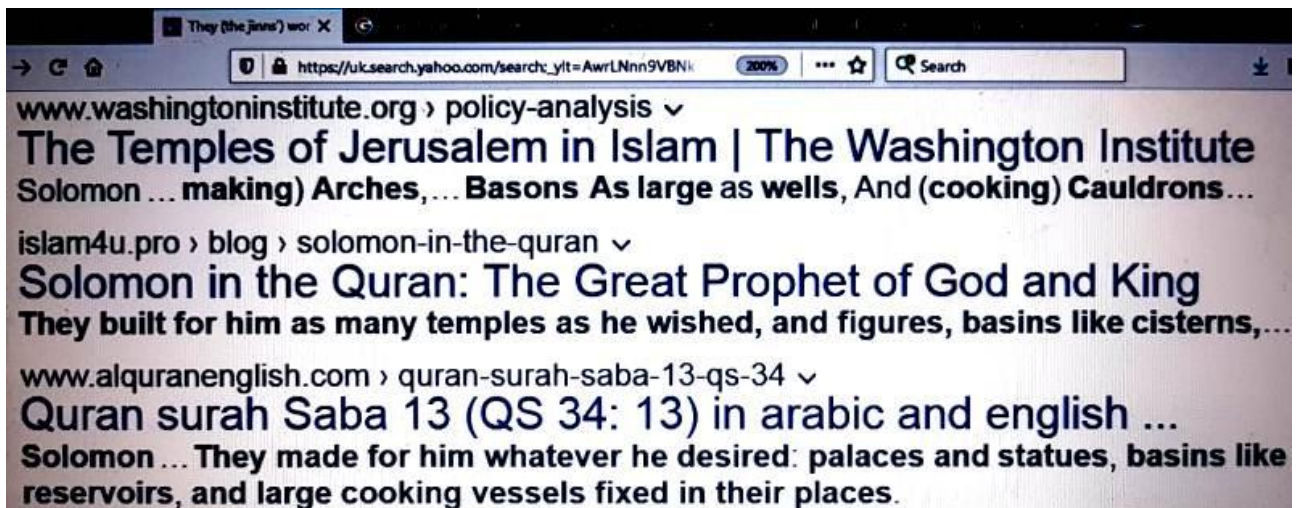 They (the jinns') wor X
https://uk.search.yahoo.com/search;_ylt=AwrLNnn9VBNk 200% ... Search
www.washingtoninstitute.org › policy-analysis
The Temples of Jerusalem in Islam | The Washington Institute
Solomon ... making) Arches,... Basons As large as wells, And (cooking) Cauldrons...
islam4u.pro › blog › solomon-in-the-quran
Solomon in the Quran: The Great Prophet of God and King
They built for him as many temples as he wished, and figures, basins like cisterns,...
www.alquranenglish.com › quran-surah-saba-13-qs-34
Quran surah Saba 13 (QS 34: 13) in arabic and english ...
Solomon ... They made for him whatever he desired: palaces and statues, basins like
reservoirs, and large cooking vessels fixed in their places.